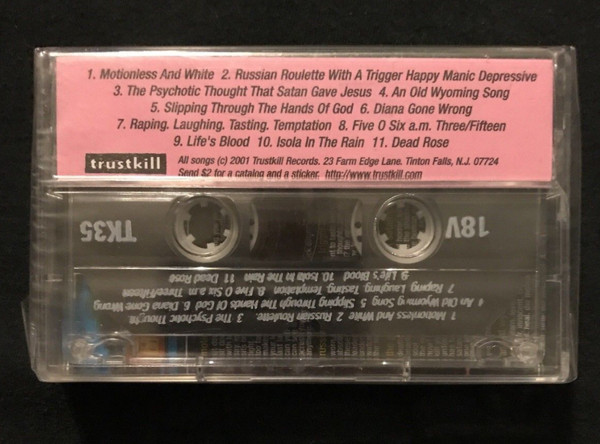 1. Motionless And White 2. Russian Roulette With A Trigger Happy Manic Depressive
3. The Psychotic Thought That Satan Gave Jesus 4. An Old Wyoming Song
5. Slipping Through The Hands Of God 6. Diana Gone Wrong
7. Raping. Laughing. Tasting. Temptation 8. Five O Six a.m. Three/Fifteen
9. Life's Blood 10. Isola In The Rain 11. Dead Rose
trustkill
All songs (c) 2001 Trustkill Records. 23 Farm Edge Lane. Tinton Falls, N.J. 07724
Send $2 for a catalog and a sticker. http://www.trustkill.com
TK35
18V
1 Motionless And White 2 Russian Roulette. 3 The Psychotic Thought.
4 An Old Wyoming Song 5 Slipping Through The Hands Of God 6. Diana Gone Wrong
7 Raping Laughing Tasting Temptation 8. Five O Six a.m. Three/Fifteen
9 Life's Blood 10 Isola In The Rain 11 Dead Rose